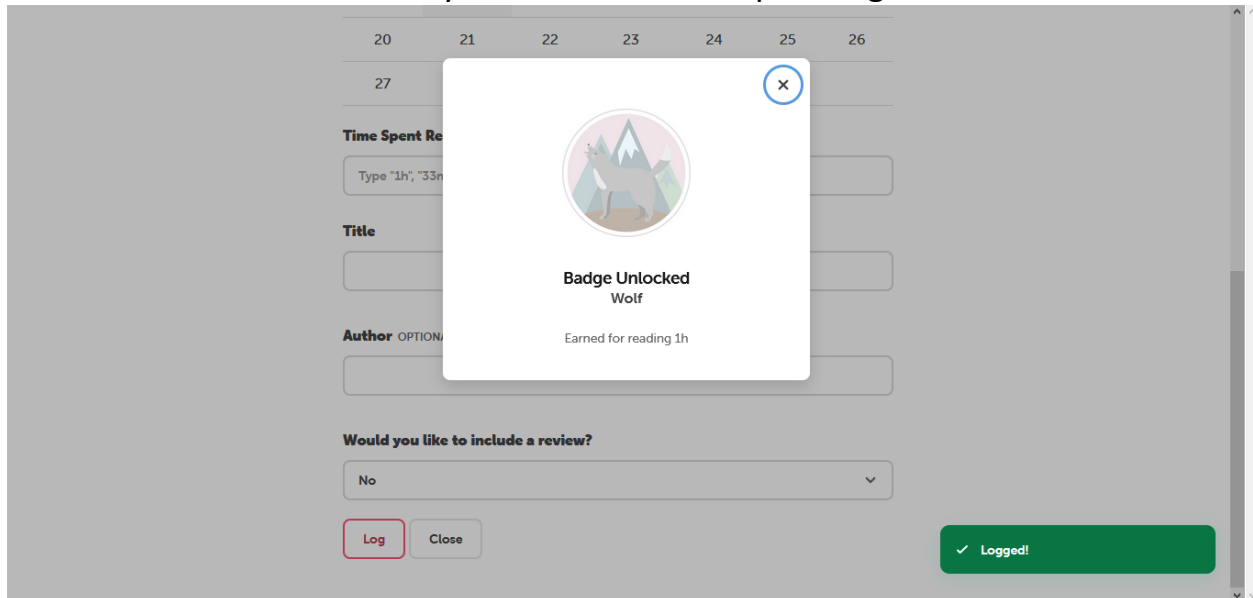 20 21 22 23 24 25 26
27
Time Spent Re
Type "1h", "33
Title
Badge Unlocked
Wolf
Author OPTION
Earned for reading 1h
Would you like to include a review?
No
Log Close
Logged!